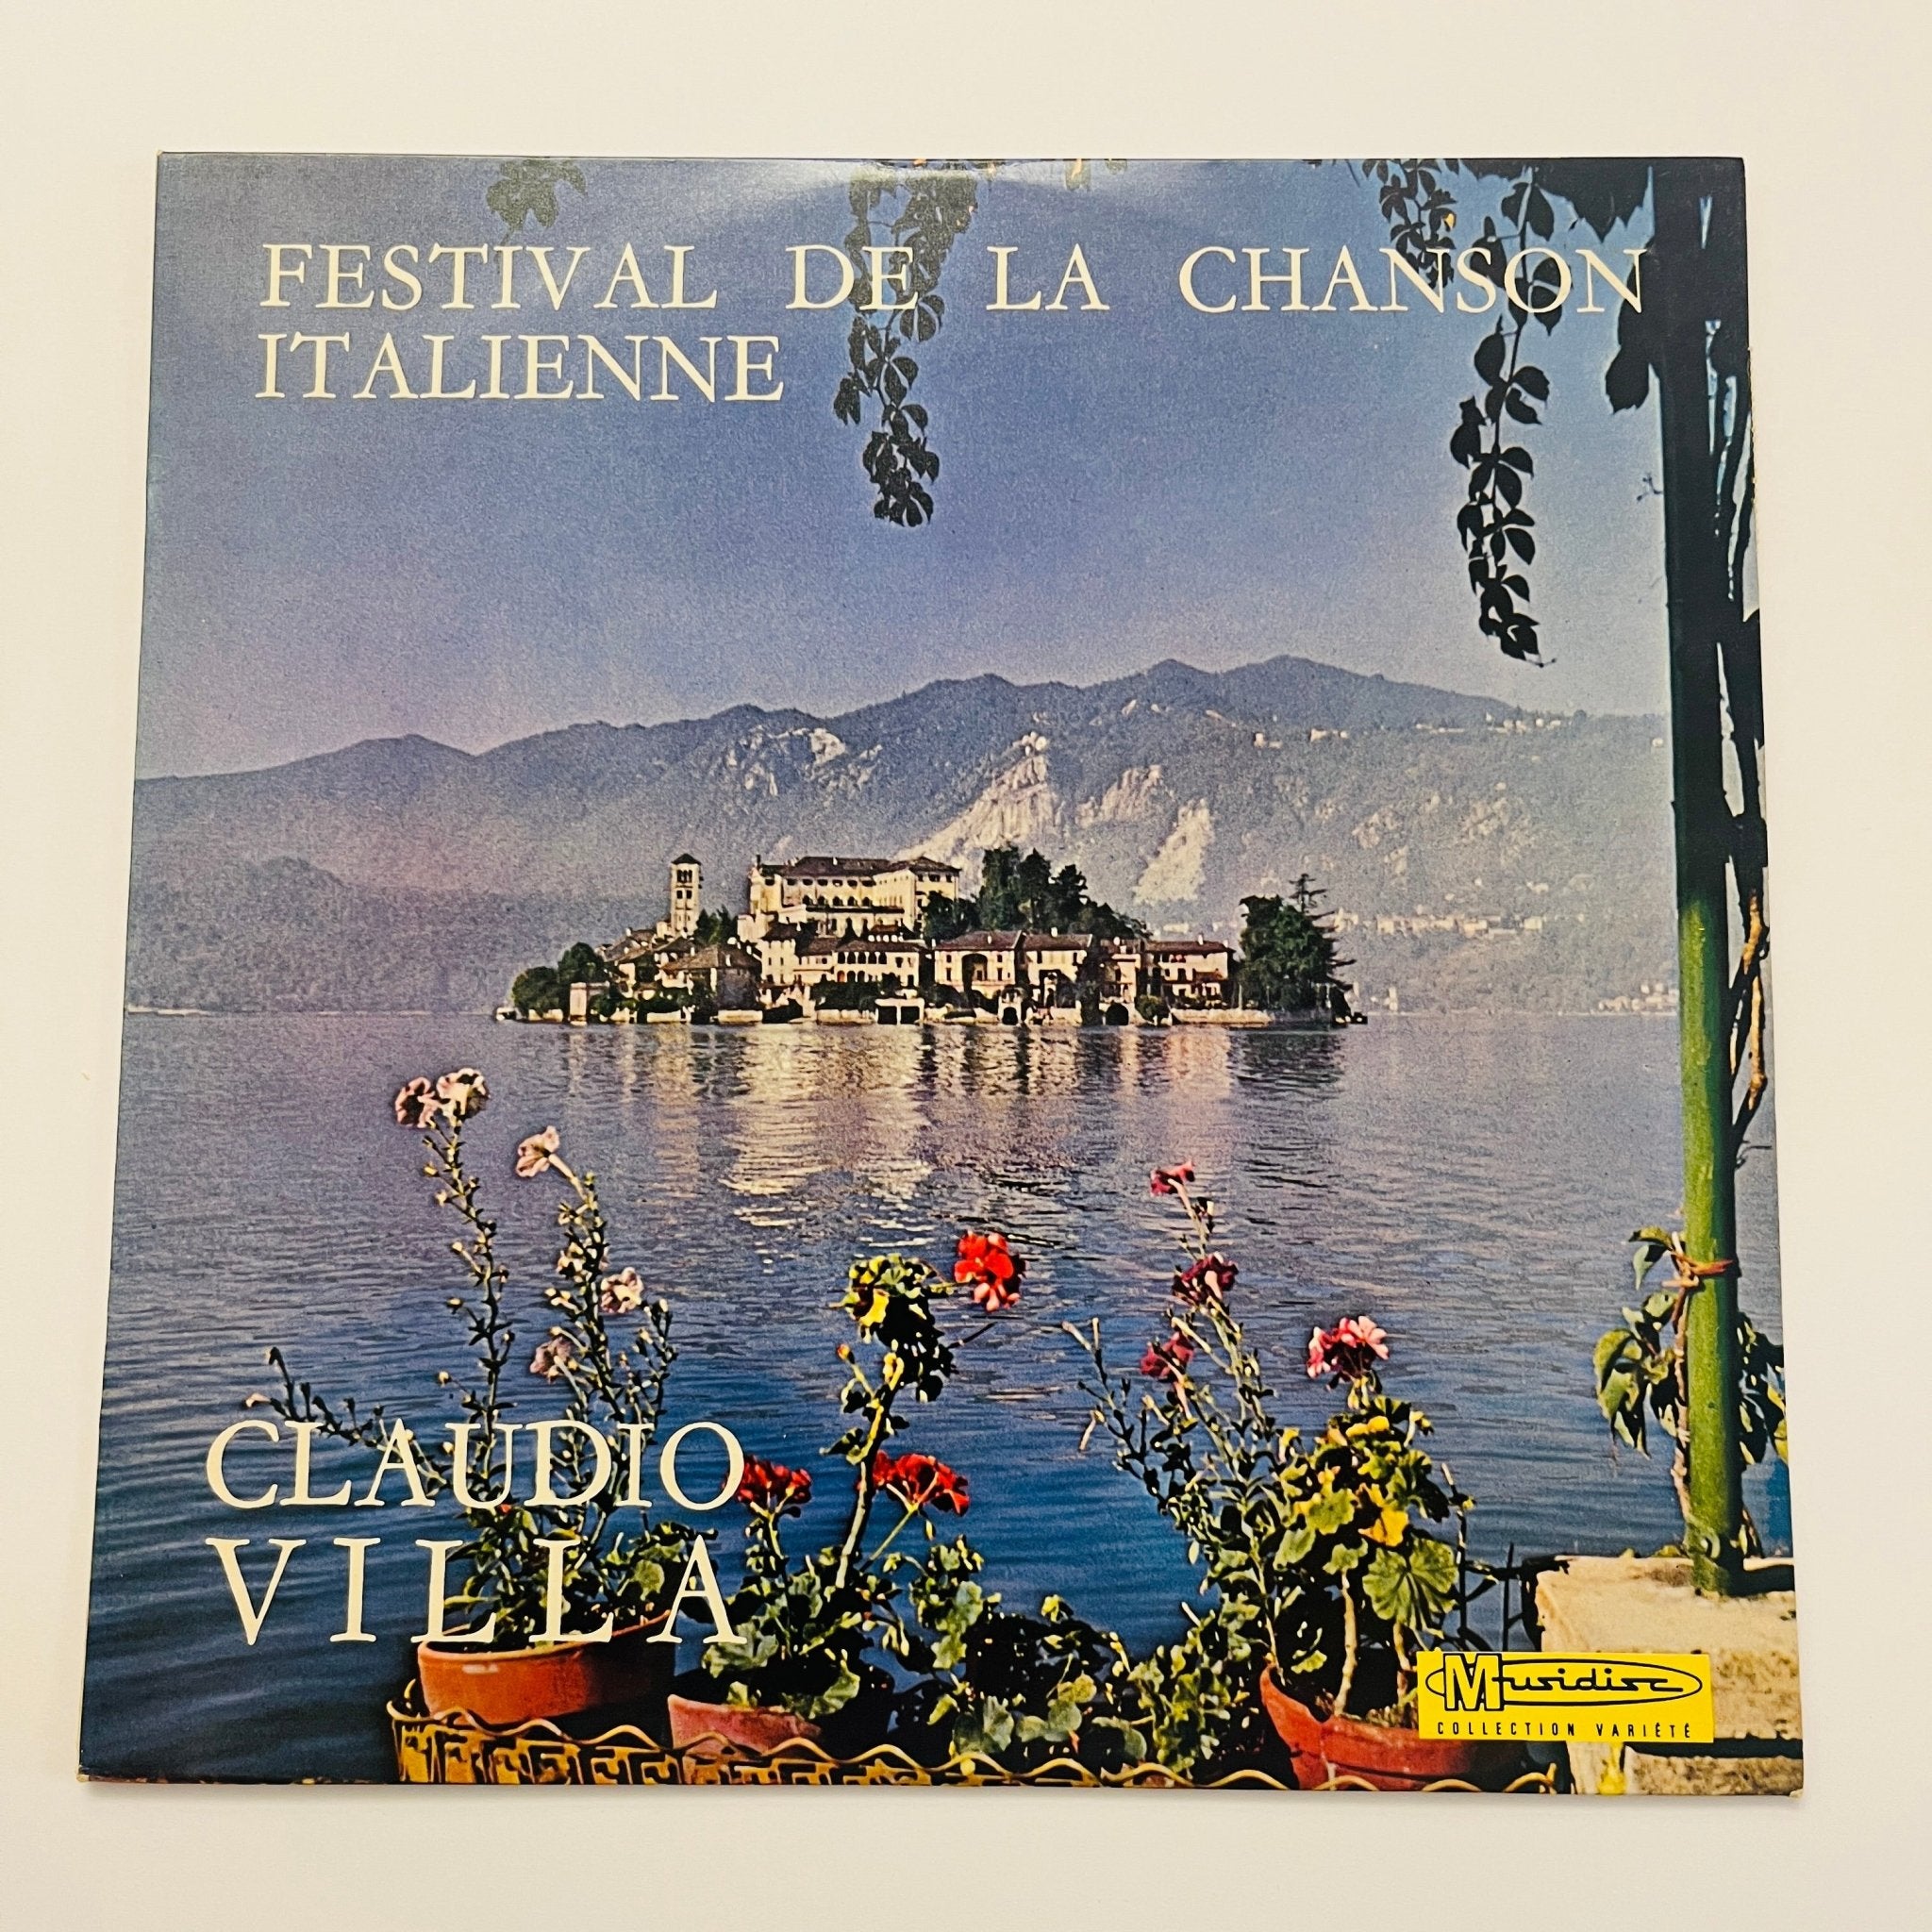 FESTIVAL DE LA CHANSON
ITALIENNE
CLAUDIO
VILLA
Musidisc
COLLECTION VARIÉTÉ